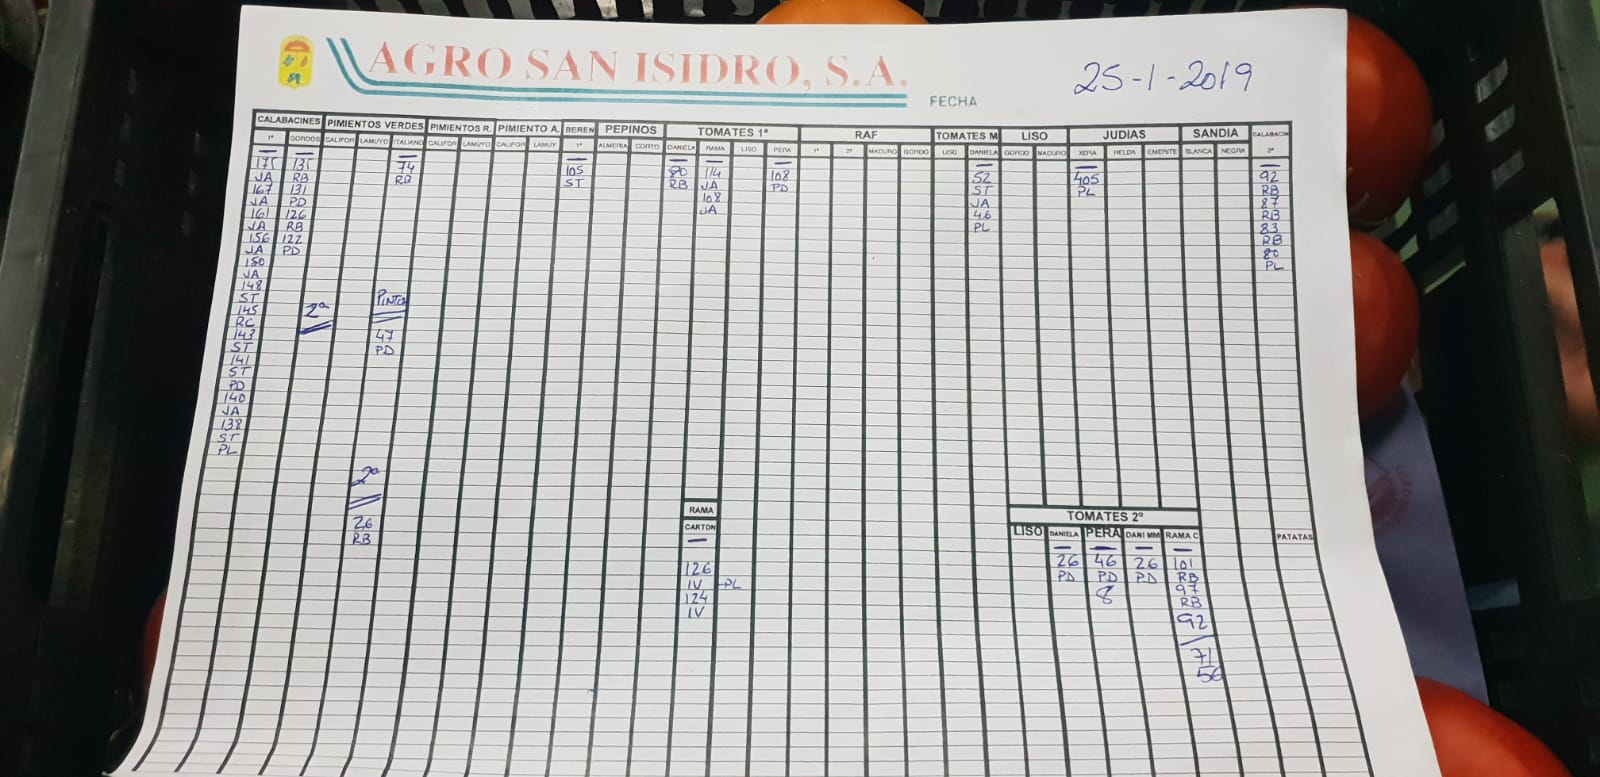 AGRO SAN ISIDRO, S.A.
FECHA 25-1-2019
CALABACINES PIMIENTOS VERDES PIMIENTOS R. PIMIENTO A. BEREN PEPINOS TOMATES 1ª RAF TOMATES M LISO JUDIAS SANDIA CALABACIN
1ª GORDOS CALIFOR LAMUYO ITALIANO CALIFOR LAMUYO CALIFOR LAMUY 1ª ALMERIA CORTO DANIELA RAMA LISO PERA 1ª 2ª MADURO GORDO LISO DANIELA GORDO MADURO XERA HELDA EMERITE BLANCA NEGRA 2ª
175 135 74 105 80 114 108 52 405 92
JA RB RB ST RB JA PD ST PL RB
167 131 108 JA 87
JA PD JA 46 RB
161 126 PL 83
JA RB RB
156 122 80
JA PD PL
150
JA
148
ST 2ª PINTON
145
RC
143 47
ST PD
141
ST
PD
140
JA
138
ST
PL
2ª
26
RB
RAMA
CARTON
126
IV PL
124
IV
TOMATES 2º
LISO DANIELA PERA DANI MM RAMA C PATATAS
26 46 26 101
PD PD PD RB
8 97
RB
92
71
56